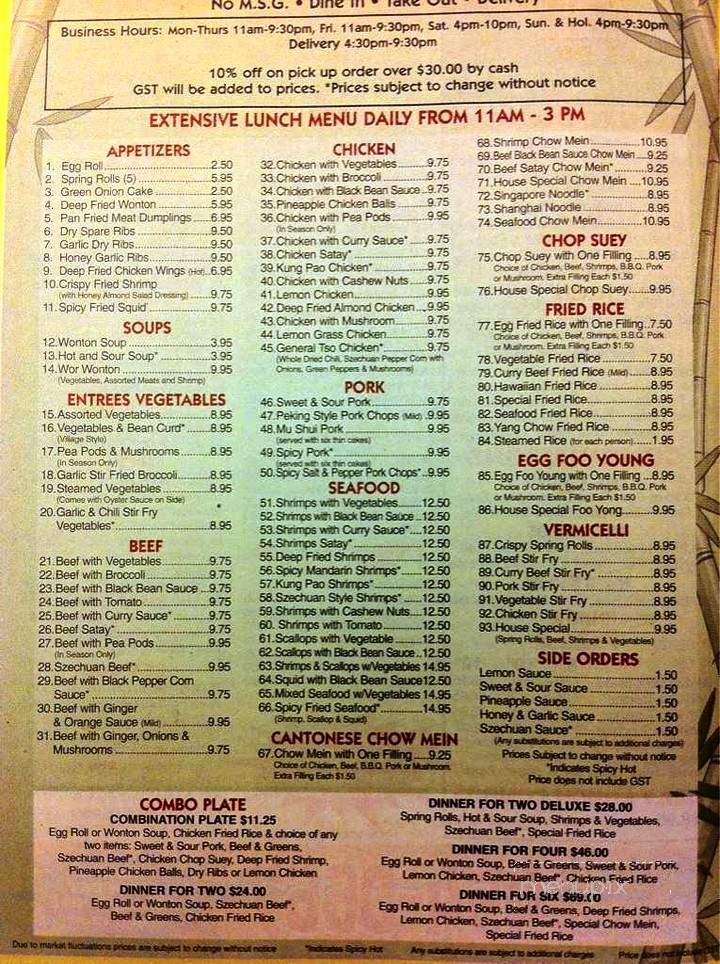 No M.S.G. • Dine In • Take Out • Delivery
Business Hours: Mon-Thurs 11am-9:30pm, Fri. 11am-9:30pm, Sat. 4pm-10pm, Sun. & Hol. 4pm-9:30pm
Delivery 4:30pm-9:30pm
10% off on pick up order over $30.00 by cash
GST will be added to prices. *Prices subject to change without notice
EXTENSIVE LUNCH MENU DAILY FROM 11AM - 3 PM
APPETIZERS
1. Egg Roll 2.50
2. Spring Rolls (5) 5.95
3. Green Onion Cake 2.50
4. Deep Fried Wonton 5.95
5. Pan Fried Meat Dumplings 6.95
6. Dry Spare Ribs 9.50
7. Garlic Dry Ribs 9.50
8. Honey Garlic Ribs 9.50
9. Deep Fried Chicken Wings (Hot) 6.95
10. Crispy Fried Shrimp
(with Honey Almond Salad Dressing) 9.75
11. Spicy Fried Squid 9.75
SOUPS
12. Wonton Soup 3.95
13. Hot and Sour Soup* 3.95
14. Wor Wonton 9.95
(Vegetables, Assorted Meats and Shrimp)
ENTREES VEGETABLES
15. Assorted Vegetables 8.95
16. Vegetables & Bean Curd* 8.95
(Village Style)
17. Pea Pods & Mushrooms 8.95
(In Season Only)
18. Garlic Stir Fried Broccoli 8.95
19. Steamed Vegetables 8.95
(Comes with Oyster Sauce on Side)
20. Garlic & Chili Stir Fry
Vegetables* 8.95
BEEF
21. Beef with Vegetables 9.75
22. Beef with Broccoli 9.75
23. Beef with Black Bean Sauce 9.75
24. Beef with Tomato 9.75
25. Beef with Curry Sauce* 9.75
26. Beef Satay* 9.75
27. Beef with Pea Pods 9.95
(In Season Only)
28. Szechuan Beef* 9.95
29. Beef with Black Pepper Corn
Sauce* 9.75
30. Beef with Ginger
& Orange Sauce (Mild) 9.95
31. Beef with Ginger, Onions &
Mushrooms 9.75
CHICKEN
32. Chicken with Vegetables 9.75
33. Chicken with Broccoli 9.75
34. Chicken with Black Bean Sauce 9.75
35. Pineapple Chicken Balls 9.75
36. Chicken with Pea Pods 9.95
(In Season Only)
37. Chicken with Curry Sauce* 9.75
38. Chicken Satay* 9.75
39. Kung Pao Chicken* 9.75
40. Chicken with Cashew Nuts 9.75
41. Lemon Chicken 9.95
42. Deep Fried Almond Chicken 9.95
43. Chicken with Mushroom 9.75
44. Lemon Grass Chicken 9.75
45. General Tso Chicken* 9.75
(Whole Dried Chili, Szechuan Pepper Corn with
Onions, Green Peppers & Mushrooms)
PORK
46. Sweet & Sour Pork 9.75
47. Peking Style Pork Chops (Mild) 9.95
48. Mu Shui Pork 9.95
(served with six thin cakes)
49. Spicy Pork* 9.95
(served with six thin cakes)
50. Spicy Salt & Pepper Pork Chops* 9.95
SEAFOOD
51. Shrimps with Vegetables 12.50
52. Shrimps with Black Bean Sauce 12.50
53. Shrimps with Curry Sauce* 12.50
54. Shrimps Satay* 12.50
55. Deep Fried Shrimps 12.50
56. Spicy Mandarin Shrimps* 12.50
57. Kung Pao Shrimps* 12.50
58. Szechuan Style Shrimps* 12.50
59. Shrimps with Cashew Nuts 12.50
60. Shrimps with Tomato 12.50
61. Scallops with Vegetable 12.50
62. Scallops with Black Bean Sauce 12.50
63. Shrimps & Scallops w/Vegetables 14.95
64. Squid with Black Bean Sauce 12.50
65. Mixed Seafood w/Vegetables 14.95
66. Spicy Fried Seafood* 14.95
(Shrimp, Scallop & Squid)
CANTONESE CHOW MEIN
67. Chow Mein with One Filling 9.25
Choice of Chicken, Beef, B.B.Q. Pork or Mushroom.
Extra Filling Each $1.50
68. Shrimp Chow Mein 10.95
69. Beef Black Bean Sauce Chow Mein 9.25
70. Beef Satay Chow Mein* 9.25
71. House Special Chow Mein 10.95
72. Singapore Noodle* 8.95
73. Shanghai Noodle 8.95
74. Seafood Chow Mein 10.95
CHOP SUEY
75. Chop Suey with One Filling 8.95
Choice of Chicken, Beef, Shrimps, B.B.Q. Pork
or Mushroom. Extra Filling Each $1.50
76. House Special Chop Suey 9.95
FRIED RICE
77. Egg Fried Rice with One Filling 7.50
Choice of Chicken, Beef, Shrimps, B.B.Q. Pork
or Mushroom. Extra Filling Each $1.50
78. Vegetable Fried Rice 7.50
79. Curry Beef Fried Rice (Mild) 8.95
80. Hawaiian Fried Rice 8.95
81. Special Fried Rice 8.95
82. Seafood Fried Rice 8.95
83. Yang Chow Fried Rice 8.95
84. Steamed Rice (for each person) 1.95
EGG FOO YOUNG
85. Egg Foo Young with One Filling 8.95
Choice of Chicken, Beef, Shrimps, B.B.Q. Pork
or Mushroom. Extra Filling Each $1.50
86. House Special Foo Yong 9.95
VERMICELLI
87. Crispy Spring Rolls 8.95
88. Beef Stir Fry 8.95
89. Curry Beef Stir Fry* 8.95
90. Pork Stir Fry 8.95
91. Vegetable Stir Fry 8.95
92. Chicken Stir Fry 8.95
93. House Special 9.95
(Spring Rolls, Beef, Shrimps & Vegetables)
SIDE ORDERS
Lemon Sauce 1.50
Sweet & Sour Sauce 1.50
Pineapple Sauce 1.50
Honey & Garlic Sauce 1.50
Szechuan Sauce* 1.50
(Any substitutions are subject to additional charges)
Prices Subject to change without notice
*Indicates Spicy Hot
Price does not include GST
COMBO PLATE
COMBINATION PLATE $11.25
Egg Roll or Wonton Soup, Chicken Fried Rice & choice of any
two items: Sweet & Sour Pork, Beef & Greens,
Szechuan Beef*, Chicken Chop Suey, Deep Fried Shrimp,
Pineapple Chicken Balls, Dry Ribs or Lemon Chicken
DINNER FOR TWO $24.00
Egg Roll or Wonton Soup, Szechuan Beef*,
Beef & Greens, Chicken Fried Rice
DINNER FOR TWO DELUXE $28.00
Spring Rolls, Hot & Sour Soup, Shrimps & Vegetables,
Szechuan Beef*, Special Fried Rice
DINNER FOR FOUR $46.00
Egg Roll or Wonton Soup, Beef & Greens, Sweet & Sour Pork,
Lemon Chicken, Szechuan Beef*, Chicken Fried Rice
DINNER FOR SIX $69.00
Egg Roll or Wonton Soup, Beef & Greens, Deep Fried Shrimps,
Lemon Chicken, Szechuan Beef*, Special Chow Mein,
Special Fried Rice
Due to market fluctuations prices are subject to change without notice *Indicates Spicy Hot Any substitutions are subject to additional charges Price does not include